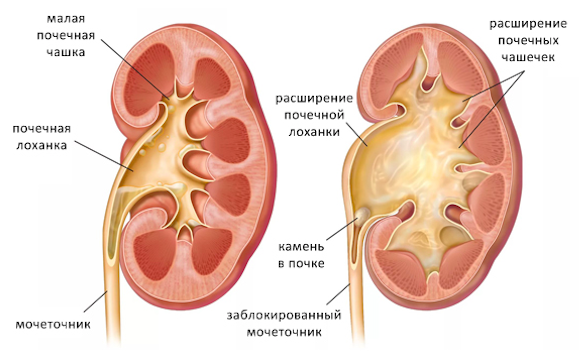 малая
почечная
чашка
почечная
лоханка
мочеточник
расширение
почечных
чашечек
расширение
почечной
лоханки
камень
в почке
заблокированный
мочеточник